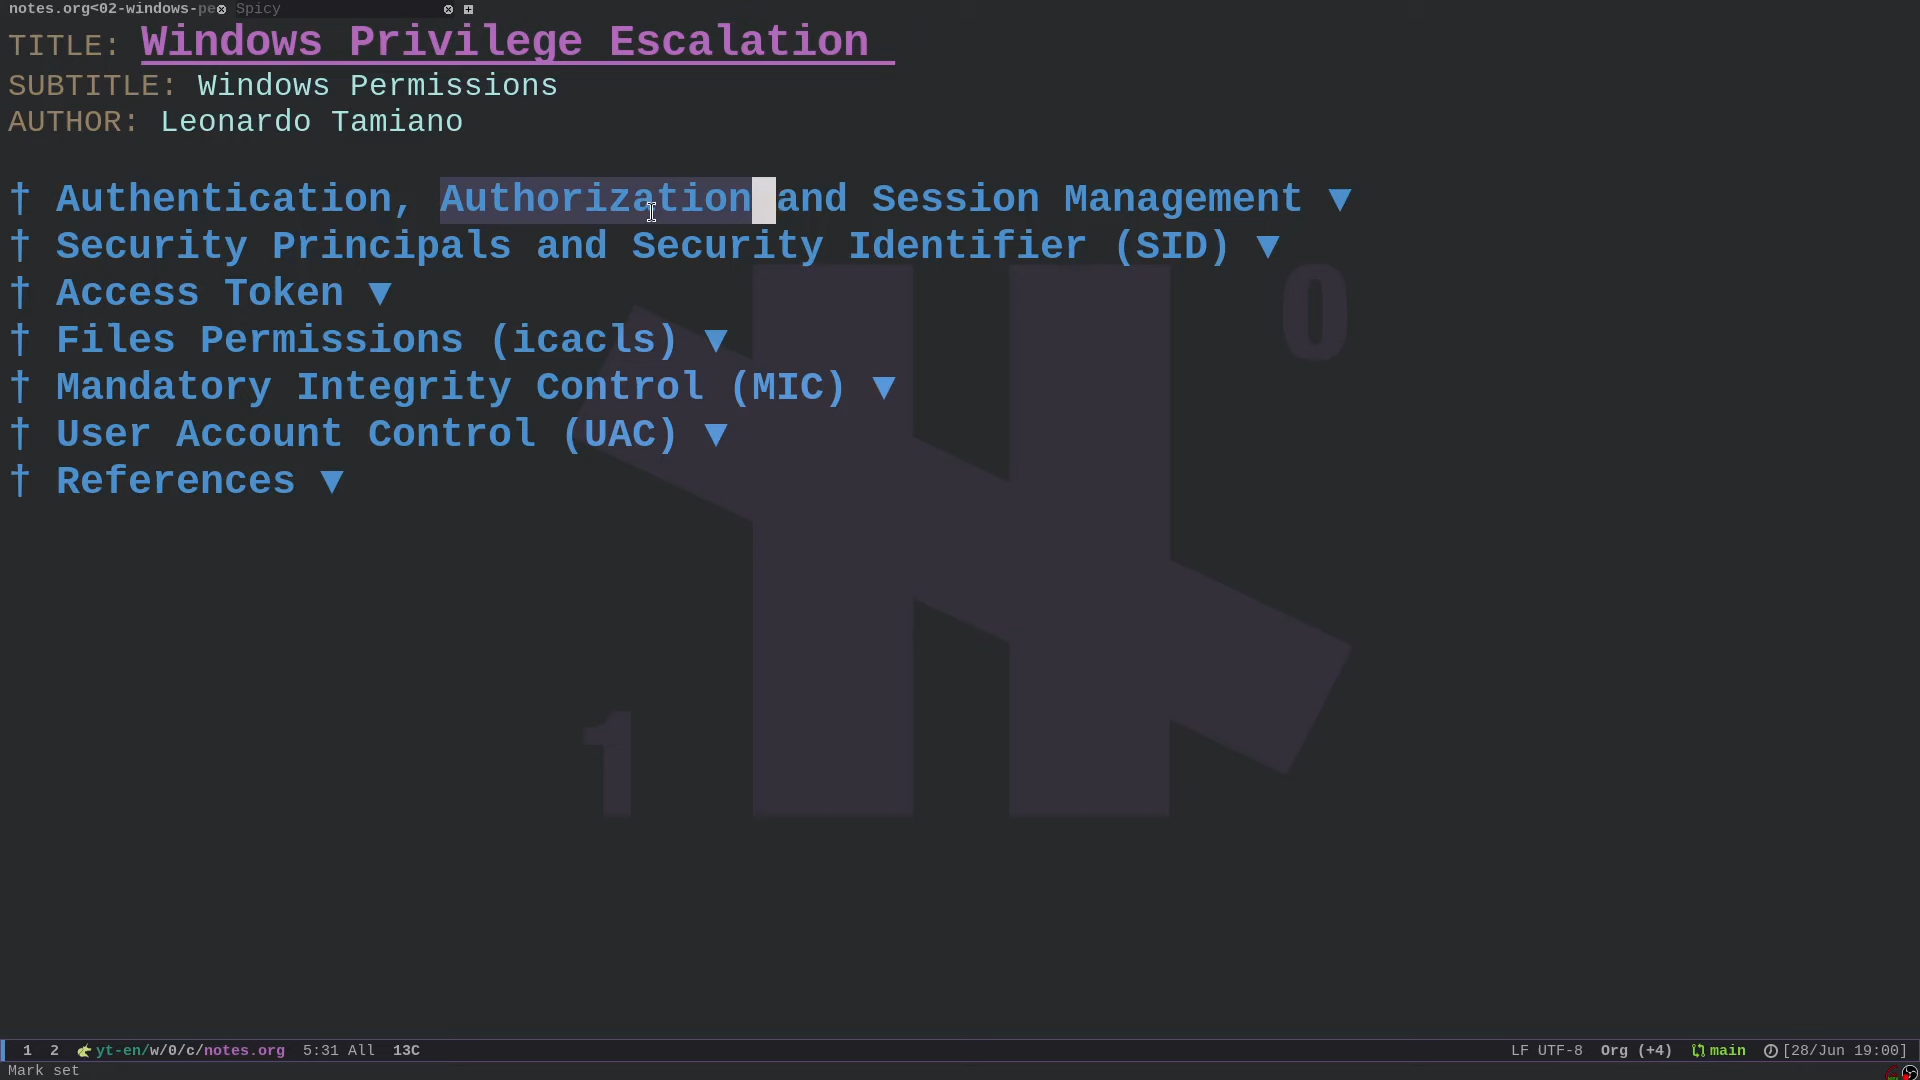 notes.org<02-windows-pe Spicy
TITLE: Windows Privilege Escalation
SUBTITLE: Windows Permissions
AUTHOR: Leonardo Tamiano
† Authentication, Authorization and Session Management ▼
† Security Principals and Security Identifier (SID) ▼
† Access Token ▼
† Files Permissions (icacls) ▼
† Mandatory Integrity Control (MIC) ▼
† User Account Control (UAC) ▼
† References ▼
0
1
1 2 yt-en/w/0/c/notes.org 5:31 All 13C LF UTF-8 Org (+4) main [28/Jun 19:00]
Mark set